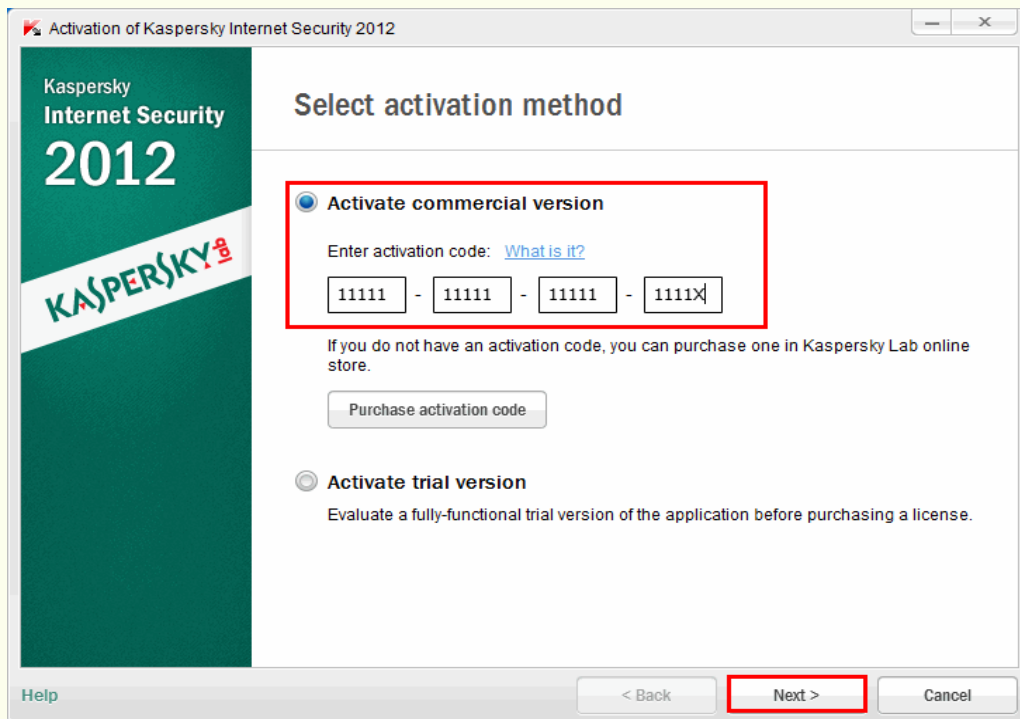 Activation of Kaspersky Internet Security 2012
Kaspersky
Internet Security
2012
KASPERSKY lab
Select activation method
Activate commercial version
Enter activation code: What is it?
11111 - 11111 - 11111 - 1111X
If you do not have an activation code, you can purchase one in Kaspersky Lab online
store.
Purchase activation code
Activate trial version
Evaluate a fully-functional trial version of the application before purchasing a license.
Help
< Back
Next >
Cancel